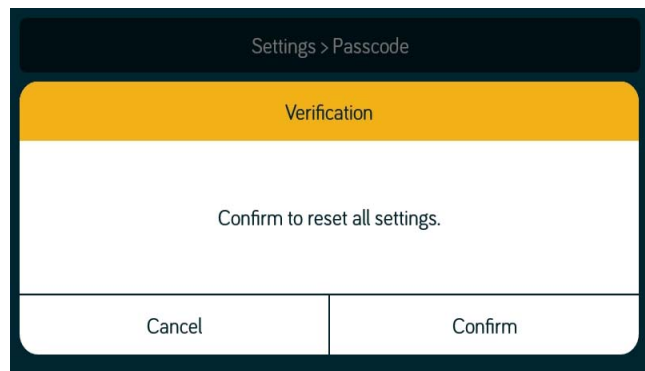 Settings > Passcode
Verification
Confirm to reset all settings.
Cancel
Confirm